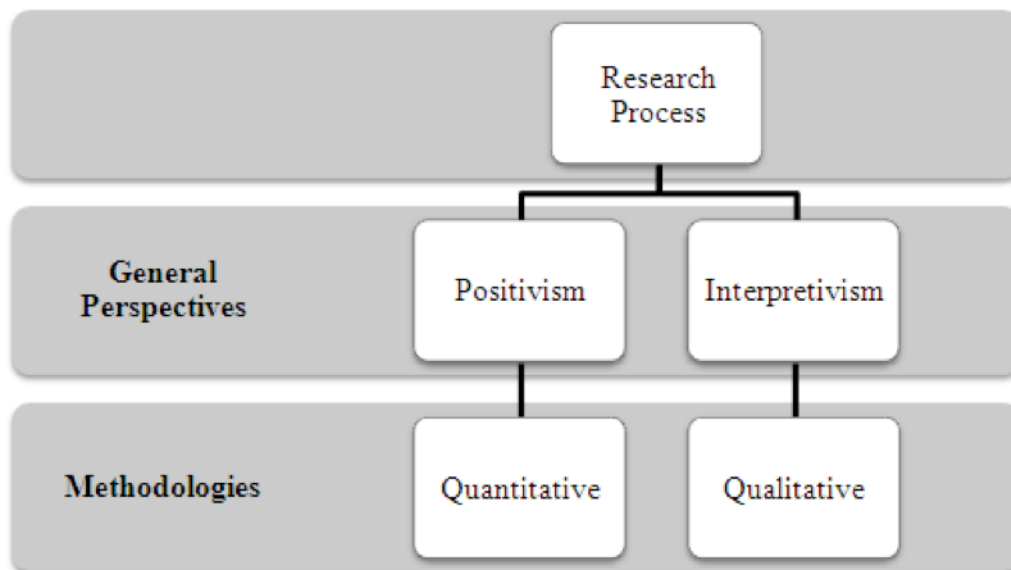 Research
Process
General
Perspectives
Positivism
Interpretivism
Methodologies
Quantitative
Qualitative